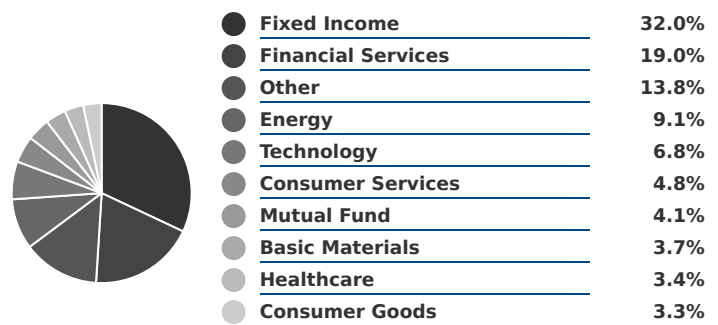 Fixed Income 32.0%
Financial Services 19.0%
Other 13.8%
Energy 9.1%
Technology 6.8%
Consumer Services 4.8%
Mutual Fund 4.1%
Basic Materials 3.7%
Healthcare 3.4%
Consumer Goods 3.3%